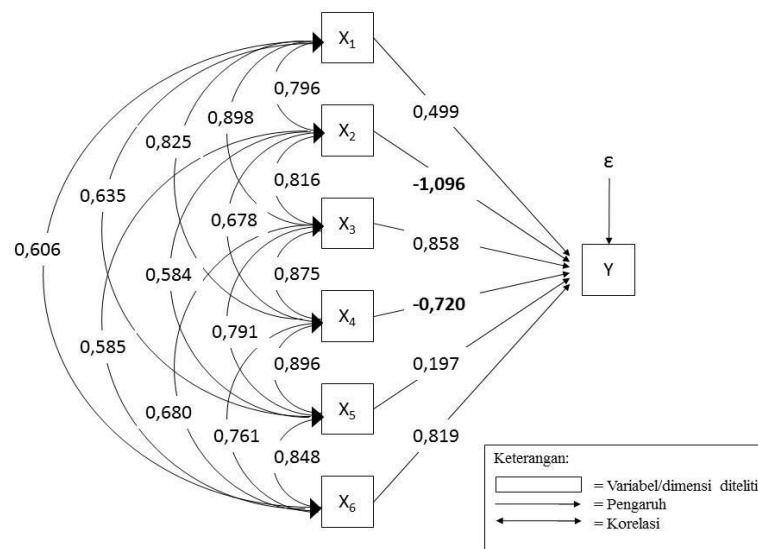 X₁
0,796
0,499
0,898
0,825
X₂
ε
-1,096
0,635
0,816
0,678
0,606
X₃
0,858
Y
0,584
0,875
-0,720
X₄
0,791
0,585
0,896
0,197
X₅
0,680
0,761
0,819
0,848
X₆
Keterangan:
= Variabel/dimensi diteliti
= Pengaruh
= Korelasi